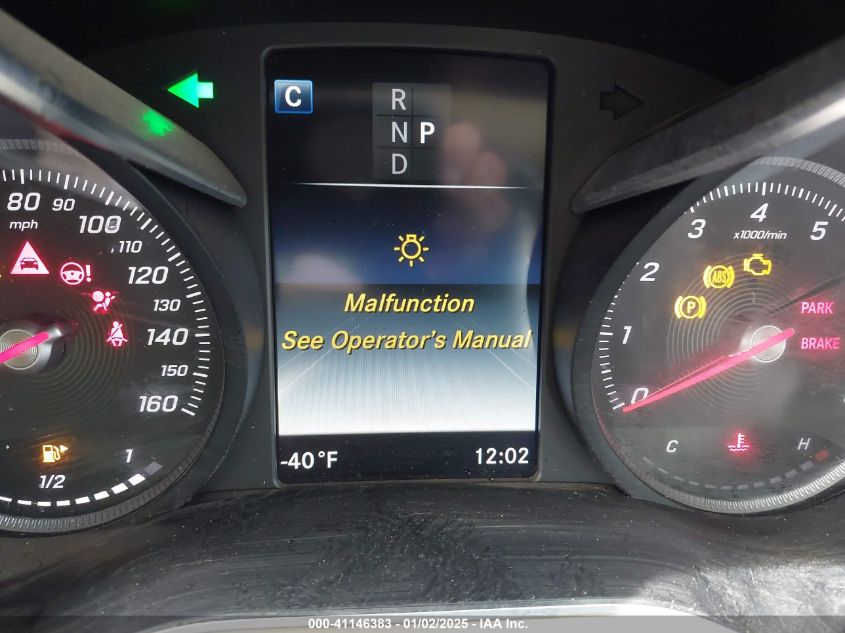 C
R
N P
D
80
mph
90
100
110
120
130
140
150
160
1/2
1
Malfunction
See Operator's Manual
-40°F
12:02
0
1
2
3
4
5
x1000/min
ABS
P
PARK
BRAKE
C
H
000-41146383 - 01/02/2025 - IAA Inc.